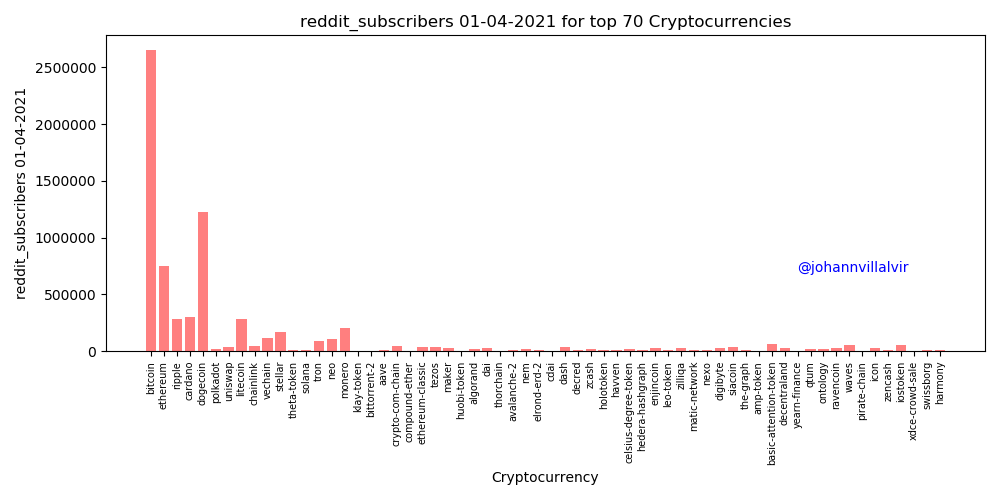 reddit_subscribers 01-04-2021 for top 70 Cryptocurrencies
reddit_subscribers 01-04-2021
2500000
2000000
1500000
1000000
500000
0
@johannvillalvir
bitcoin
ethereum
ripple
cardano
dogecoin
polkadot
uniswap
litecoin
chainlink
vechain
stellar
theta-token
solana
tron
neo
monero
klay-token
bittorrent-2
aave
crypto-com-chain
compound-ether
ethereum-classic
tezos
maker
huobi-token
algorand
dai
thorchain
avalanche-2
nem
elrond-erd-2
cdai
dash
decred
zcash
holotoken
havven
celsius-degree-token
hedera-hashgraph
enjincoin
leo-token
zilliqa
matic-network
nexo
digibyte
siacoin
the-graph
amp-token
basic-attention-token
decentraland
yearn-finance
qtum
ontology
ravencoin
waves
pirate-chain
icon
zencash
iostoken
xdce-crowd-sale
swissborg
harmony
Cryptocurrency